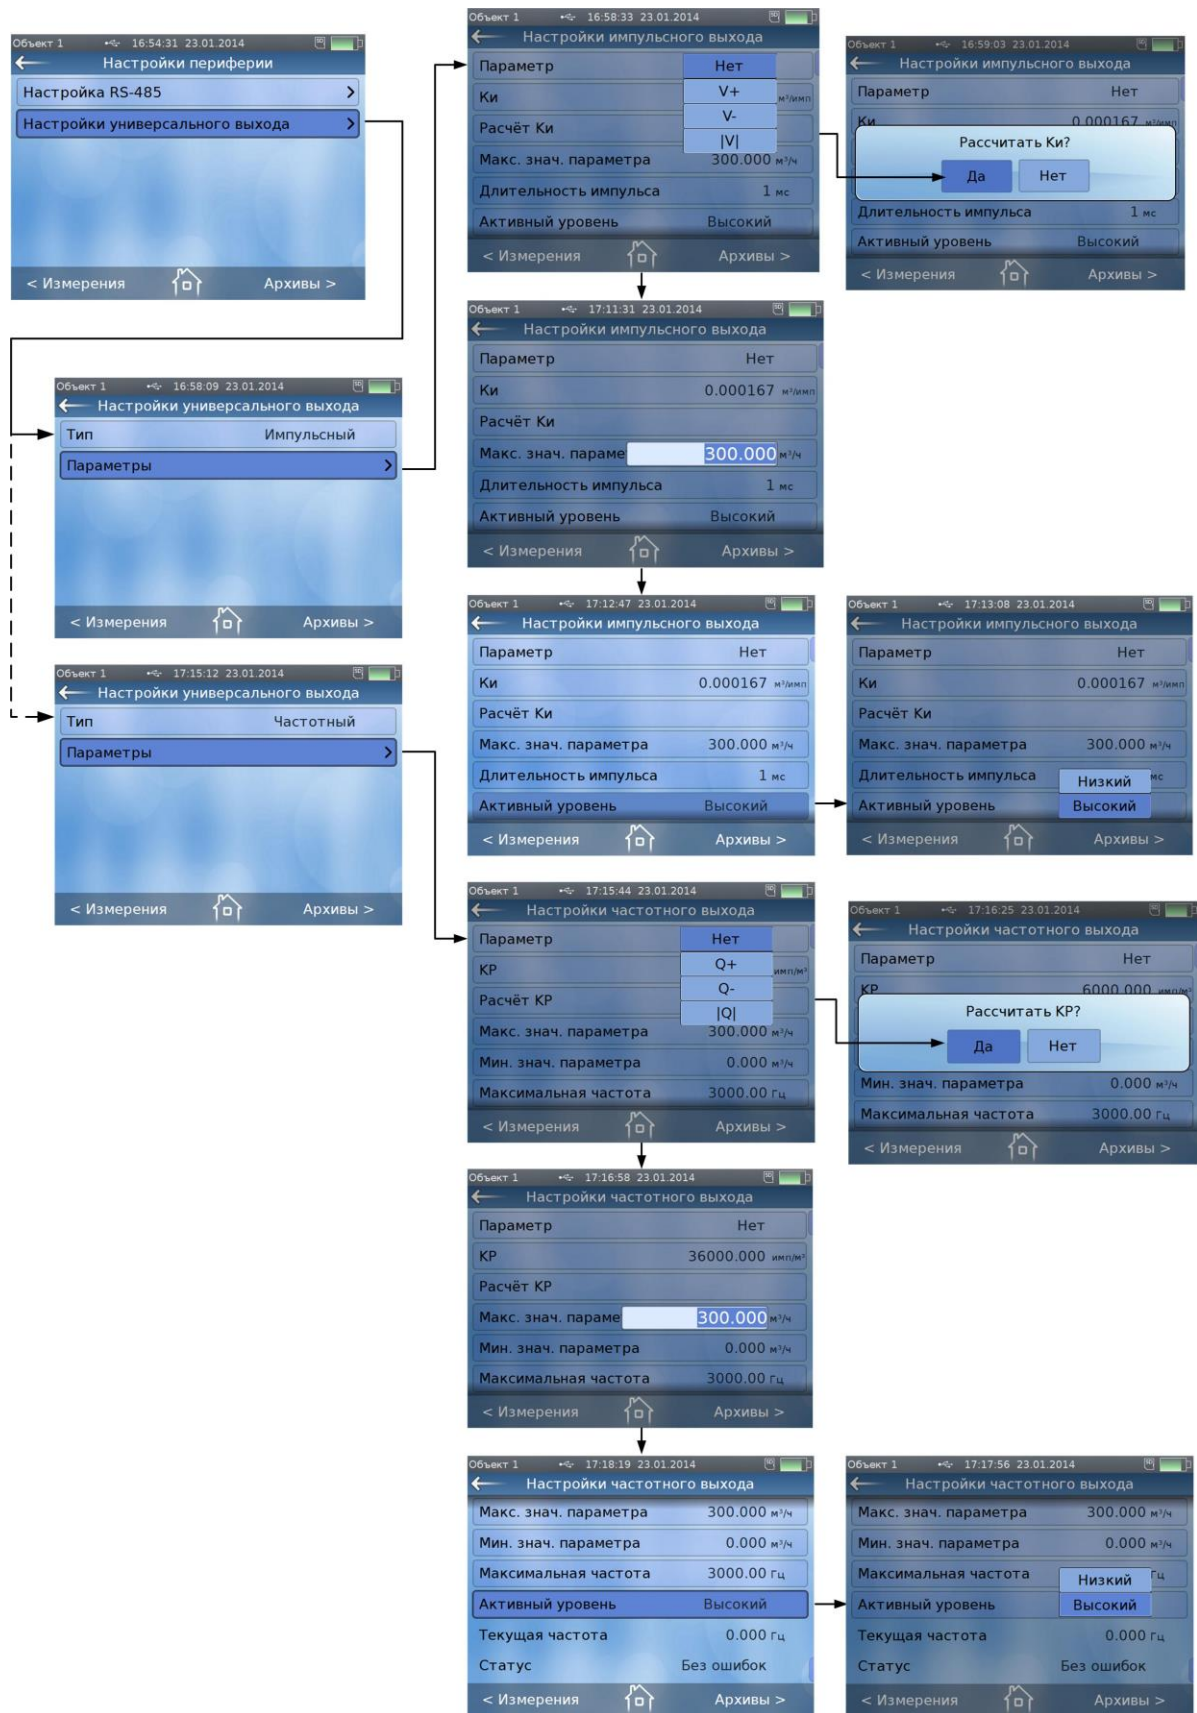 Объект 1 16:54:31 23.01.2014
Настройки периферии
Настройка RS-485 >
Настройки универсального выхода >
< Измерения Архивы >
Объект 1 16:58:33 23.01.2014
Настройки импульсного выхода
Параметр Нет
V+
Ки м³/имп
V-
Расчёт Ки
|V|
Макс. знач. параметра 300.000 м³/ч
Длительность импульса 1 мс
Активный уровень Высокий
< Измерения Архивы >
Объект 1 16:59:03 23.01.2014
Настройки импульсного выхода
Параметр Нет
Ки 0.000167 м³/имп
Рассчитать Ки?
Да Нет
Длительность импульса 1 мс
Активный уровень Высокий
< Измерения Архивы >
Объект 1 17:11:31 23.01.2014
Настройки импульсного выхода
Параметр Нет
Ки 0.000167 м³/имп
Расчёт Ки
Макс. знач. параме 300.000 м³/ч
Длительность импульса 1 мс
Активный уровень Высокий
< Измерения Архивы >
Объект 1 16:58:09 23.01.2014
Настройки универсального выхода
Тип Импульсный
Параметры >
< Измерения Архивы >
Объект 1 17:12:47 23.01.2014
Настройки импульсного выхода
Параметр Нет
Ки 0.000167 м³/имп
Расчёт Ки
Макс. знач. параметра 300.000 м³/ч
Длительность импульса 1 мс
Активный уровень Высокий
< Измерения Архивы >
Объект 1 17:13:08 23.01.2014
Настройки импульсного выхода
Параметр Нет
Ки 0.000167 м³/имп
Расчёт Ки
Макс. знач. параметра 300.000 м³/ч
Длительность импульса Низкий мс
Активный уровень Высокий
< Измерения Архивы >
Объект 1 17:15:12 23.01.2014
Настройки универсального выхода
Тип Частотный
Параметры >
< Измерения Архивы >
Объект 1 17:15:44 23.01.2014
Настройки частотного выхода
Параметр Нет
Q+
КР имп/м³
Q-
Расчёт КР
|Q|
Макс. знач. параметра 300.000 м³/ч
Мин. знач. параметра 0.000 м³/ч
Максимальная частота 3000.00 Гц
< Измерения Архивы >
Объект 1 17:16:25 23.01.2014
Настройки частотного выхода
Параметр Нет
КР 6000.000 имп/м³
Рассчитать КР?
Да Нет
Мин. знач. параметра 0.000 м³/ч
Максимальная частота 3000.00 Гц
< Измерения Архивы >
Объект 1 17:16:58 23.01.2014
Настройки частотного выхода
Параметр Нет
КР 36000.000 имп/м³
Расчёт КР
Макс. знач. параме 300.000 м³/ч
Мин. знач. параметра 0.000 м³/ч
Максимальная частота 3000.00 Гц
< Измерения Архивы >
Объект 1 17:18:19 23.01.2014
Настройки частотного выхода
Макс. знач. параметра 300.000 м³/ч
Мин. знач. параметра 0.000 м³/ч
Максимальная частота 3000.00 Гц
Активный уровень Высокий
Текущая частота 0.000 Гц
Статус Без ошибок
< Измерения Архивы >
Объект 1 17:17:56 23.01.2014
Настройки частотного выхода
Макс. знач. параметра 300.000 м³/ч
Мин. знач. параметра 0.000 м³/ч
Максимальная частота Низкий Гц
Активный уровень Высокий
Текущая частота 0.000 Гц
Статус Без ошибок
< Измерения Архивы >